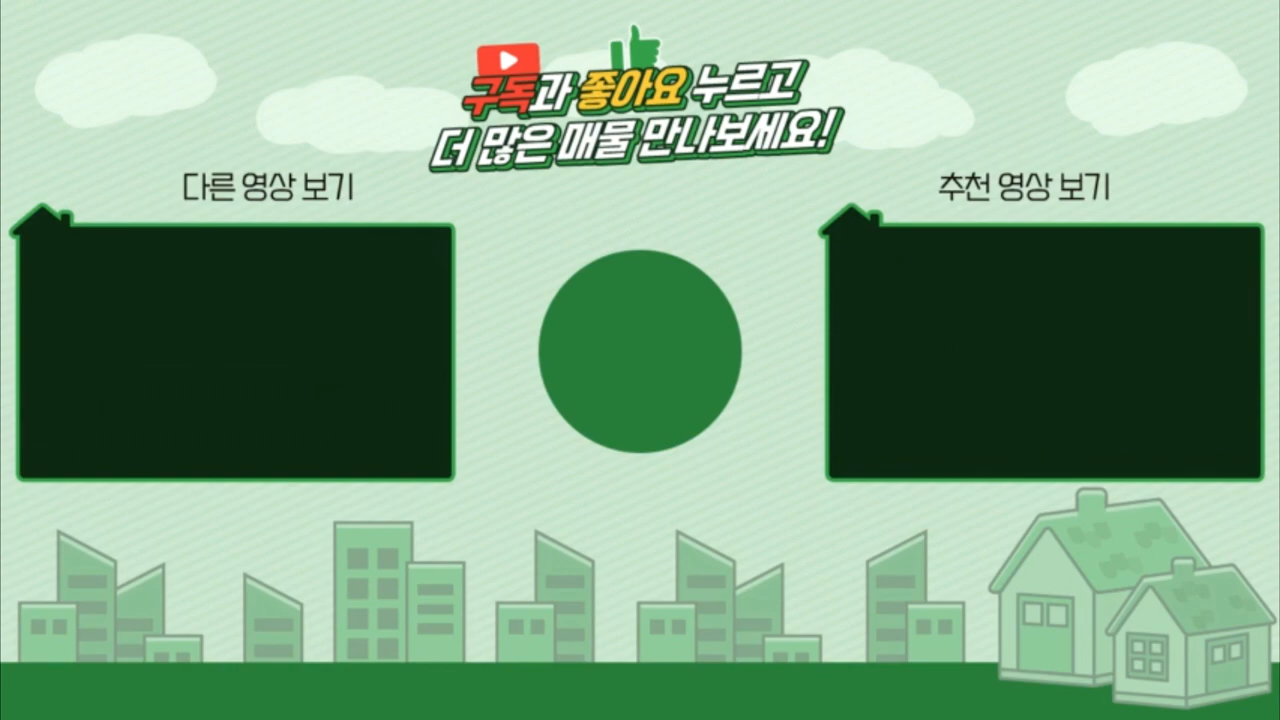 구독과 좋아요 누르고
더 많은 매물 만나보세요!
다른 영상 보기
추천 영상 보기